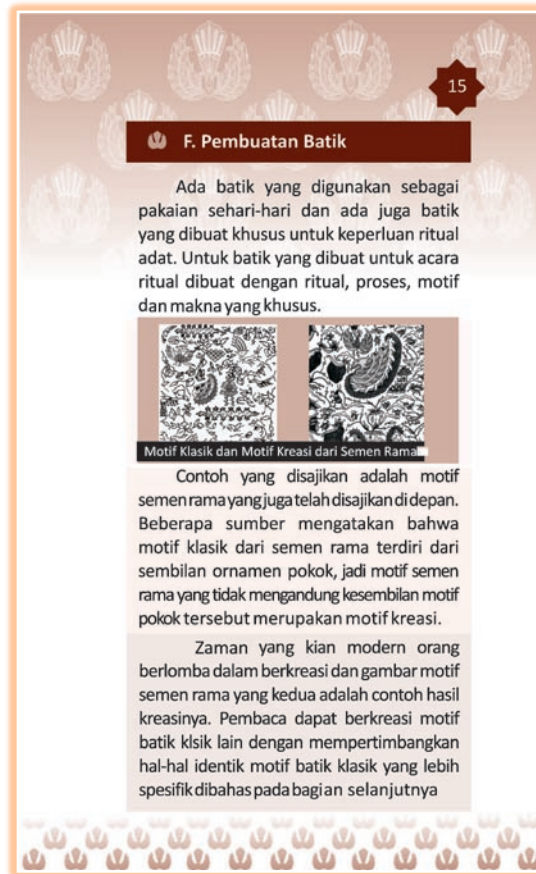 15
F. Pembuatan Batik
Ada batik yang digunakan sebagai
pakaian sehari-hari dan ada juga batik
yang dibuat khusus untuk keperluan ritual
adat. Untuk batik yang dibuat untuk acara
ritual dibuat dengan ritual, proses, motif
dan makna yang khusus.
Motif Klasik dan Motif Kreasi dari Semen Rama
Contoh yang disajikan adalah motif
semen rama yang juga telah disajikan di depan.
Beberapa sumber mengatakan bahwa
motif klasik dari semen rama terdiri dari
sembilan ornamen pokok, jadi motif semen
rama yang tidak mengandung kesembilan motif
pokok tersebut merupakan motif kreasi.
Zaman yang kian modern orang
berlomba dalam berkreasi dan gambar motif
semen rama yang kedua adalah contoh hasil
kreasinya. Pembaca dapat berkreasi motif
batik klsik lain dengan mempertimbangkan
hal-hal identik motif batik klasik yang lebih
spesifik dibahas pada bagian selanjutnya